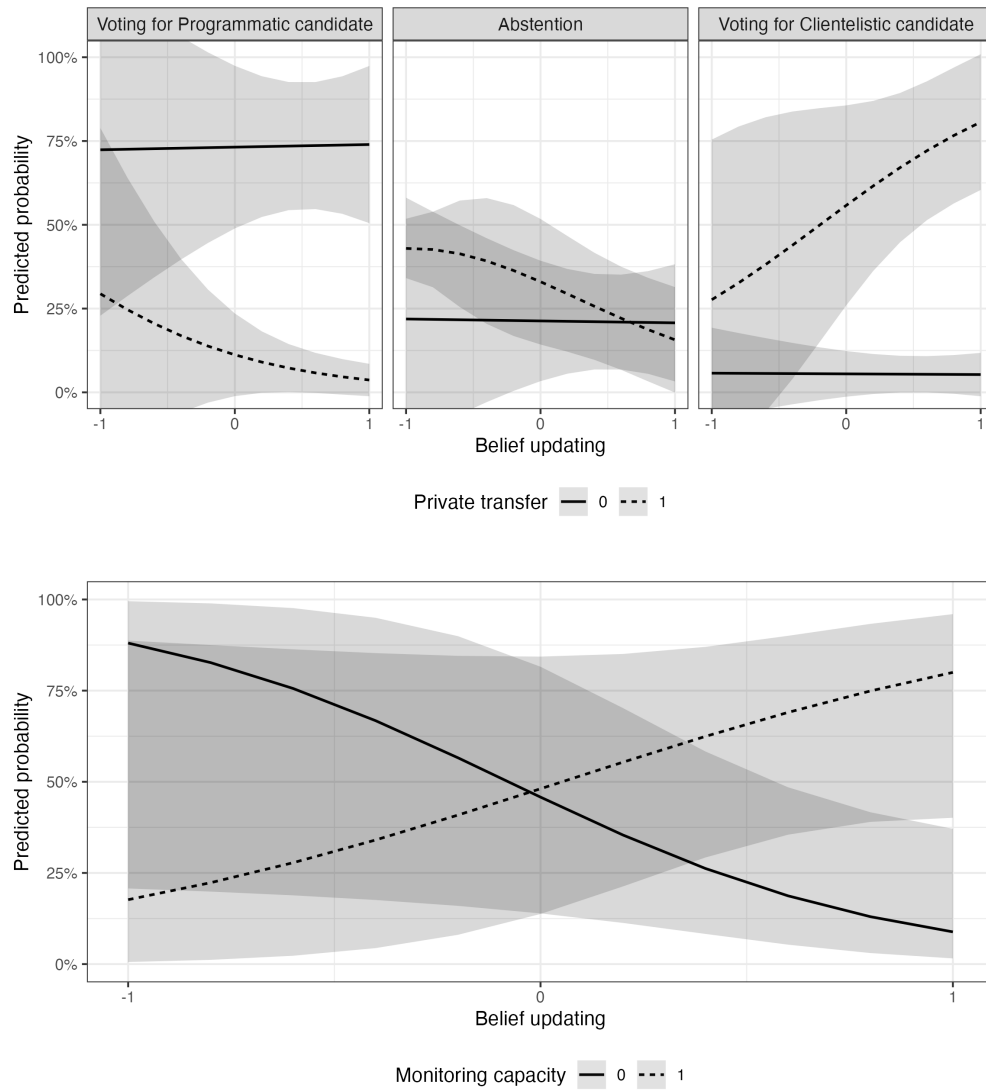 Voting for Programmatic candidate
Abstention
Voting for Clientelistic candidate
Predicted probability
100%
75%
50%
25%
0%
-1 0 1
-1 0 1
-1 0 1
Belief updating
Private transfer 0 1
Predicted probability
100%
75%
50%
25%
0%
-1 0 1
Belief updating
Monitoring capacity 0 1